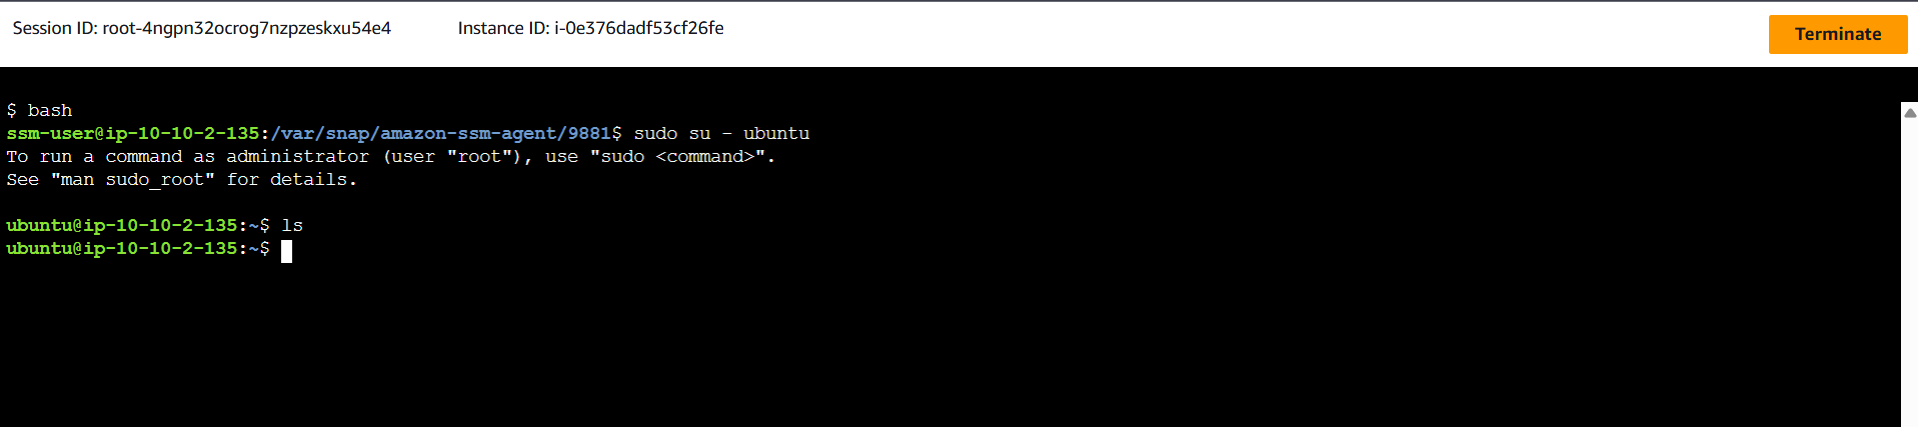 Session ID: root-4ngpn32ocrog7nzpzeskxu54e4 Instance ID: i-0e376dadf53cf26fe Terminate
$ bash
ssm-user@ip-10-10-2-135:/var/snap/amazon-ssm-agent/9881$ sudo su - ubuntu
To run a command as administrator (user "root"), use "sudo <command>".
See "man sudo_root" for details.
ubuntu@ip-10-10-2-135:~$ ls
ubuntu@ip-10-10-2-135:~$